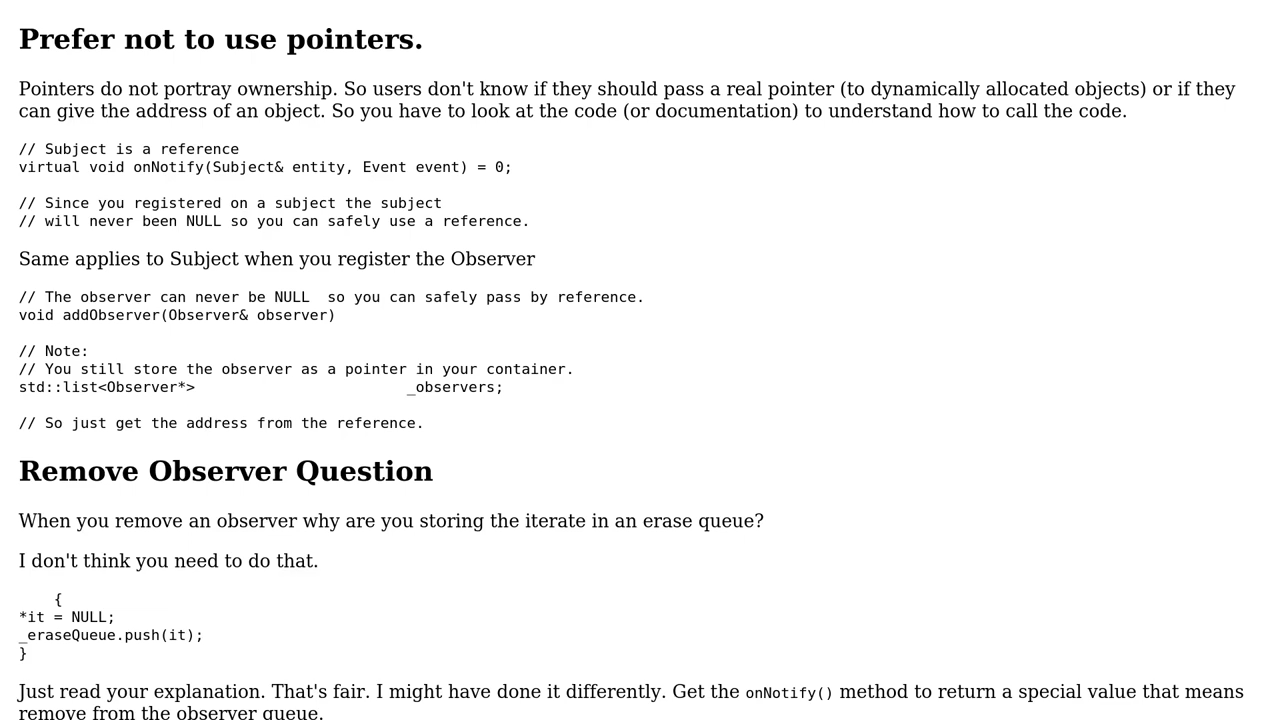 Prefer not to use pointers.
Pointers do not portray ownership. So users don't know if they should pass a real pointer (to dynamically allocated objects) or if they
can give the address of an object. So you have to look at the code (or documentation) to understand how to call the code.
// Subject is a reference
virtual void onNotify(Subject& entity, Event event) = 0;
// Since you registered on a subject the subject
// will never been NULL so you can safely use a reference.
Same applies to Subject when you register the Observer
// The observer can never be NULL  so you can safely pass by reference.
void addObserver(Observer& observer)
// Note:
// You still store the observer as a pointer in your container.
std::list<Observer*>                        _observers;
// So just get the address from the reference.
Remove Observer Question
When you remove an observer why are you storing the iterate in an erase queue?
I don't think you need to do that.
    {
*it = NULL;
_eraseQueue.push(it);
}
Just read your explanation. That's fair. I might have done it differently. Get the onNotify() method to return a special value that means
remove from the observer queue.